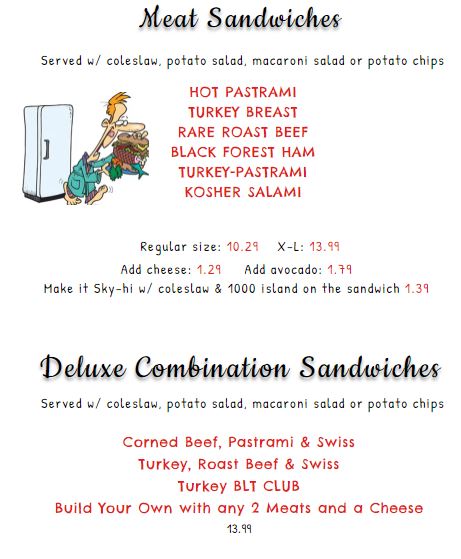 Meat Sandwiches
Served w/ coleslaw, potato salad, macaroni salad or potato chips
HOT PASTRAMI
TURKEY BREAST
RARE ROAST BEEF
BLACK FOREST HAM
TURKEY-PASTRAMI
KOSHER SALAMI
Regular size: 10.29 X-L: 13.99
Add cheese: 1.29 Add avocado: 1.79
Make it Sky-hi w/ coleslaw & 1000 island on the sandwich 1.39
Deluxe Combination Sandwiches
Served w/ coleslaw, potato salad, macaroni salad or potato chips
Corned Beef, Pastrami & Swiss
Turkey, Roast Beef & Swiss
Turkey BLT CLUB
Build Your Own with any 2 Meats and a Cheese
13.99